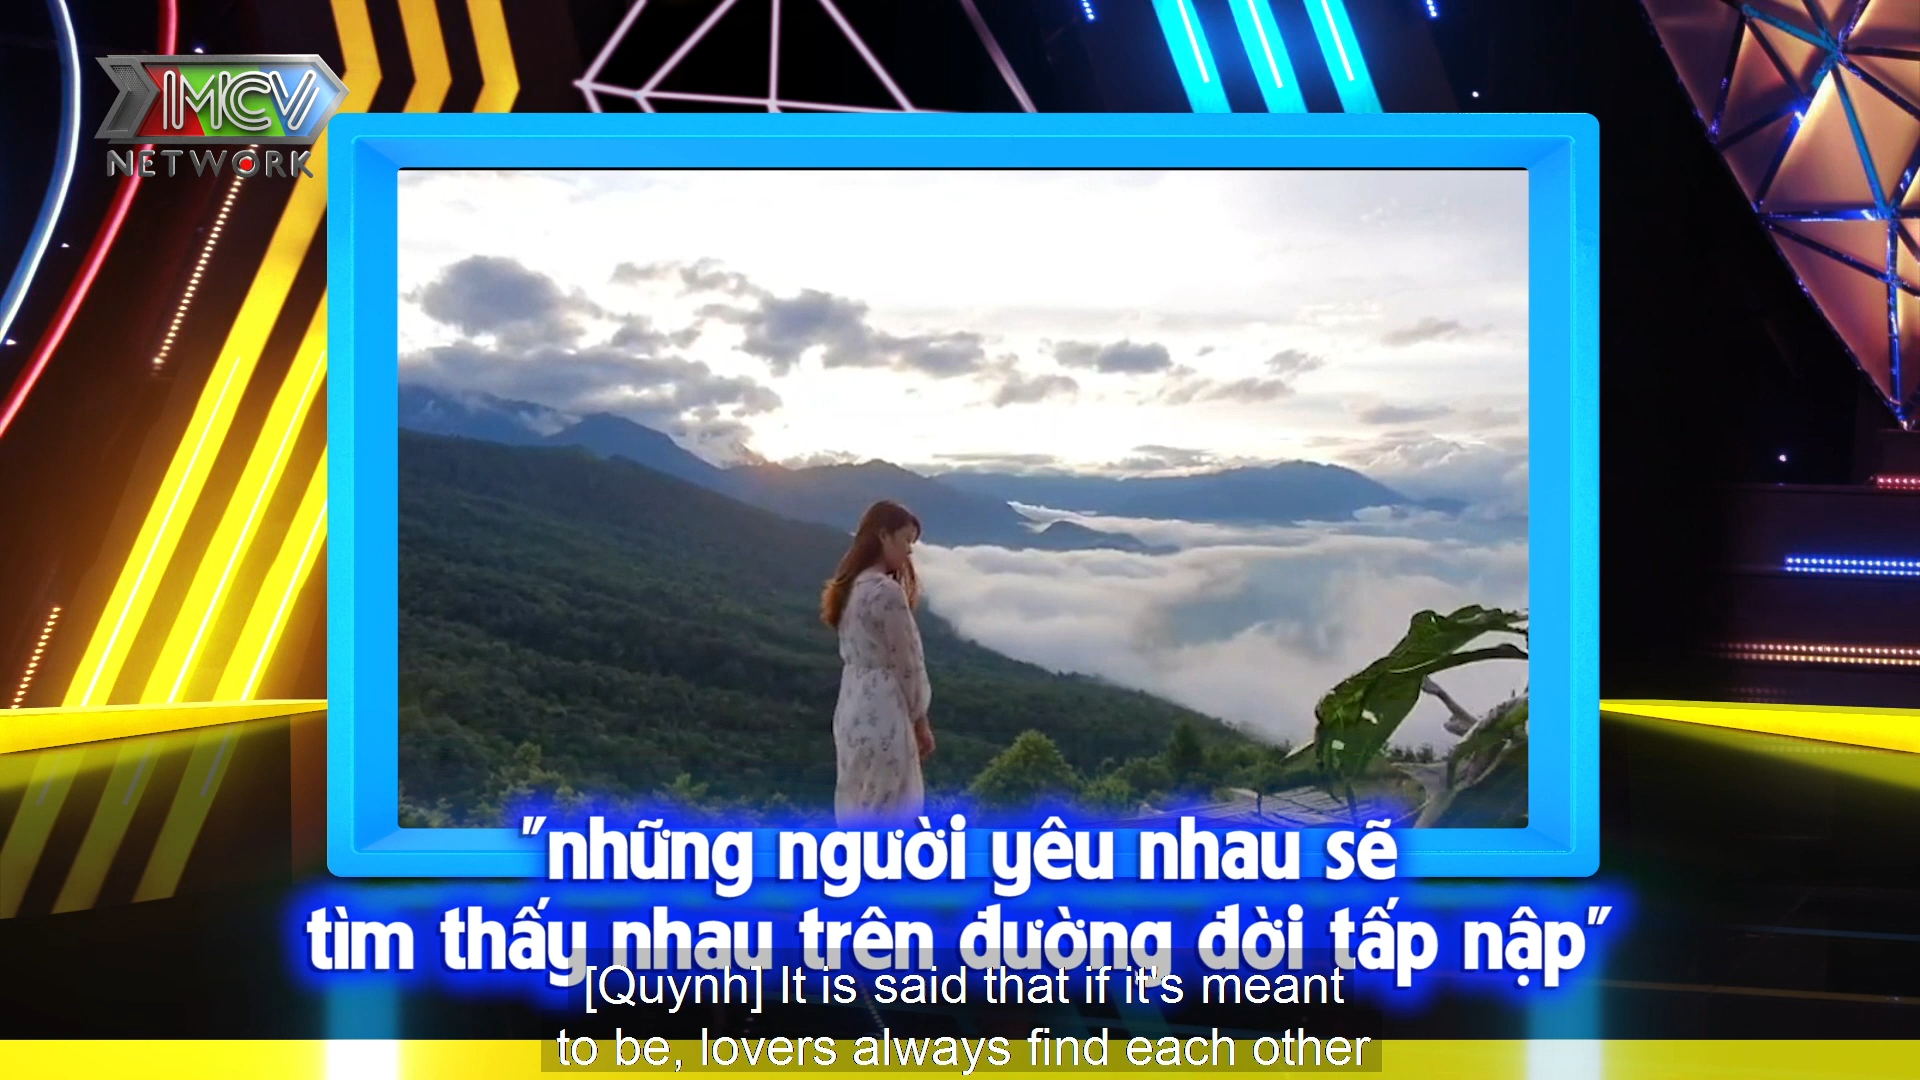 MCV
NETWORK
"những người yêu nhau sẽ
tìm thấy nhau trên đường đời tấp nập"
[Quynh] It is said that if it's meant
to be, lovers always find each other